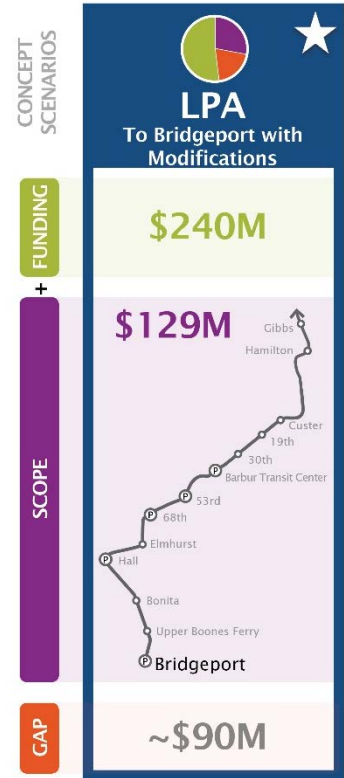 CONCEPT
SCENARIOS
LPA
To Bridgeport with
Modifications
FUNDING
$240M
+
SCOPE
$129M
Gibbs
Hamilton
Custer
19th
30th
Barbur Transit Center
P
53rd
P
68th
P
Elmhurst
P
Hall
Bonita
Upper Boones Ferry
P
Bridgeport
GAP
~$90M